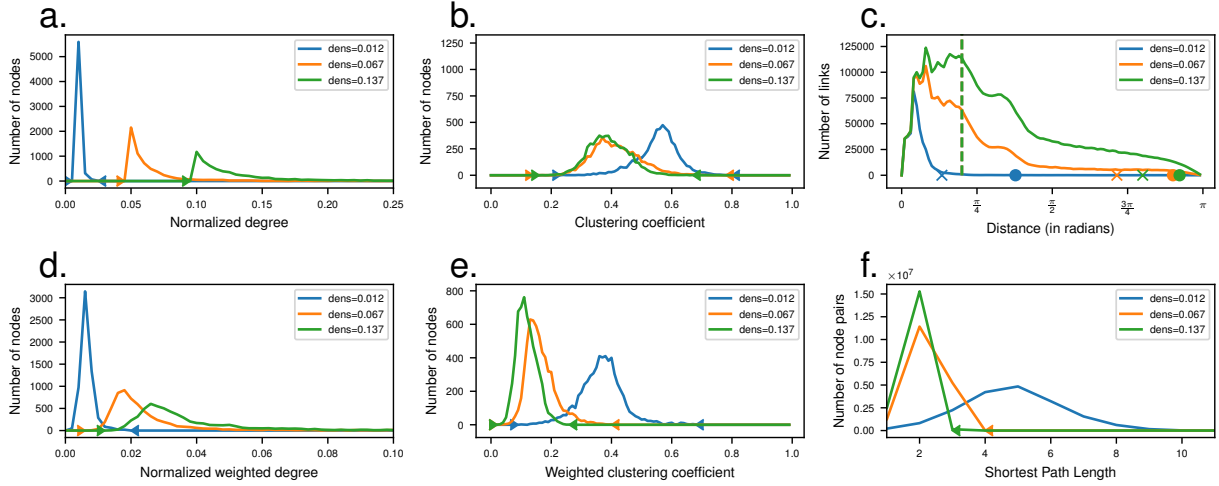 a.
Number of nodes
5000
4000
3000
2000
1000
0
0.00 0.05 0.10 0.15 0.20 0.25
Normalized degree
dens=0.012
dens=0.067
dens=0.137
b.
Number of nodes
1250
1000
750
500
250
0
0.0 0.2 0.4 0.6 0.8 1.0
Clustering coefficient
dens=0.012
dens=0.067
dens=0.137
c.
Number of links
125000
100000
75000
50000
25000
0
0 π/4 π/2 3π/4 π
Distance (in radians)
dens=0.012
dens=0.067
dens=0.137
d.
Number of nodes
3000
2500
2000
1500
1000
500
0
0.00 0.02 0.04 0.06 0.08 0.10
Normalized weighted degree
dens=0.012
dens=0.067
dens=0.137
e.
Number of nodes
800
600
400
200
0
0.0 0.2 0.4 0.6 0.8 1.0
Weighted clustering coefficient
dens=0.012
dens=0.067
dens=0.137
f.
×10⁷
Number of node pairs
1.50
1.25
1.00
0.75
0.50
0.25
0.00
2 4 6 8 10
Shortest Path Length
dens=0.012
dens=0.067
dens=0.137